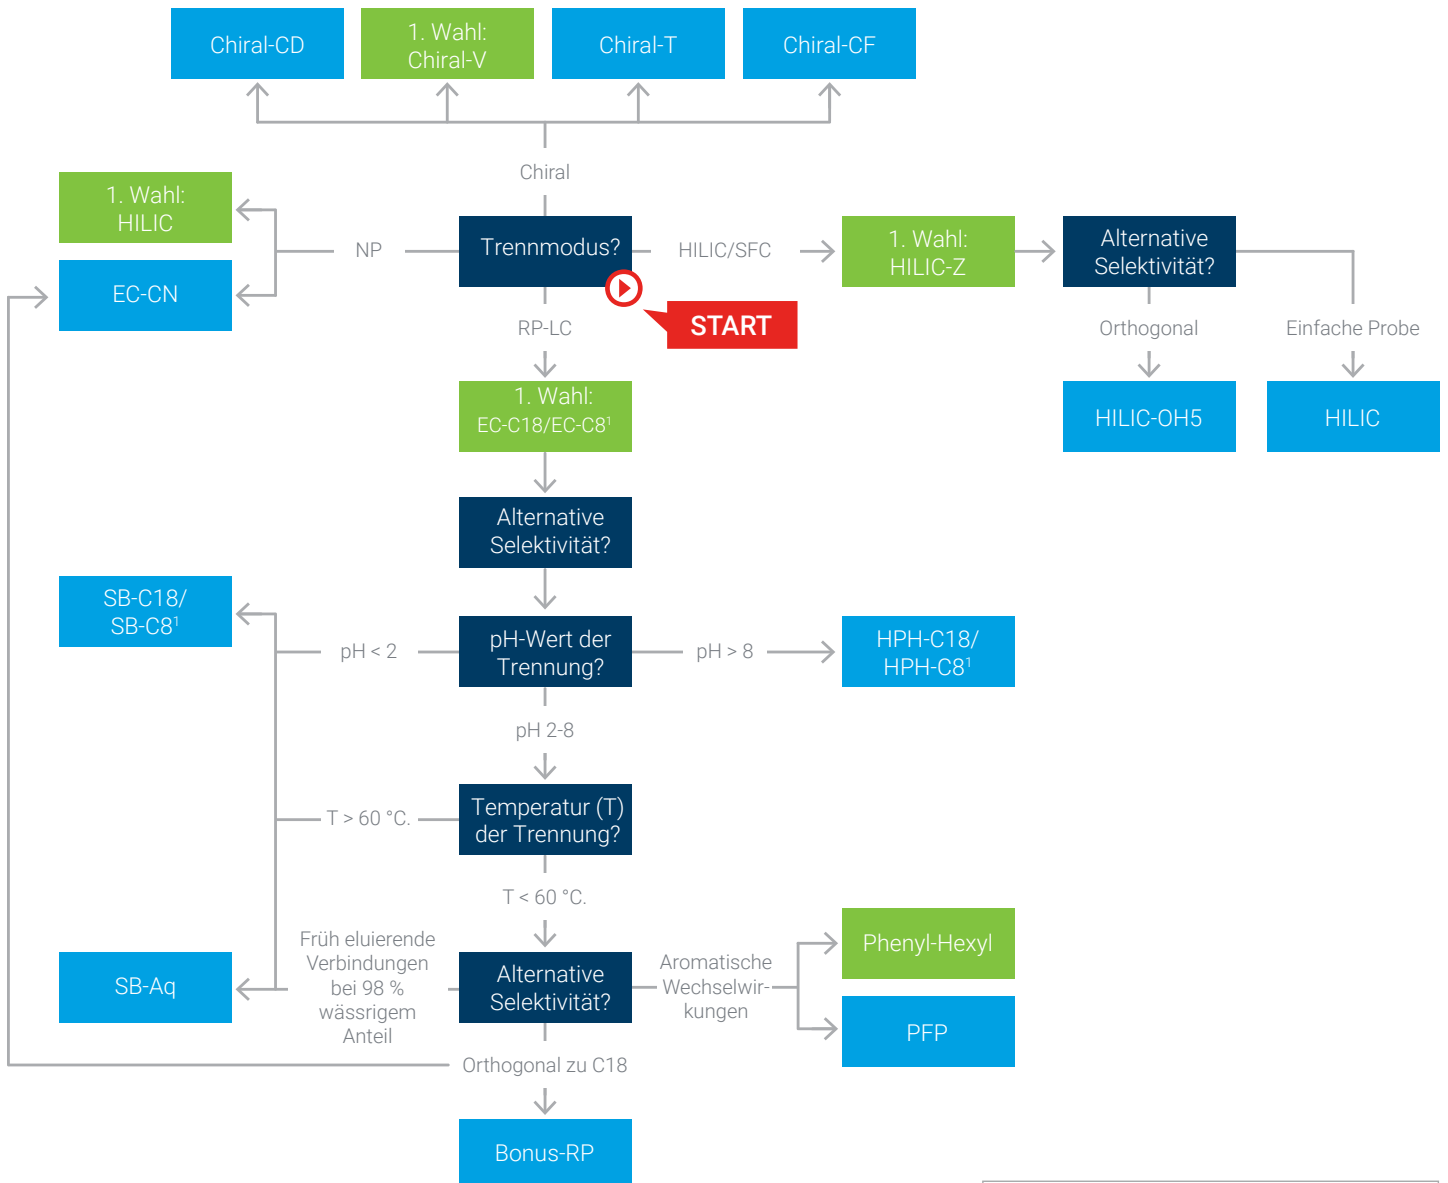 Chiral-CD
1. Wahl:
Chiral-V
Chiral-T
Chiral-CF
Chiral
1. Wahl:
HILIC
NP
Trennmodus?
HILIC/SFC
1. Wahl:
HILIC-Z
Alternative
Selektivität?
EC-CN
START
RP-LC
Orthogonal
Einfache Probe
1. Wahl:
EC-C18/EC-C8¹
HILIC-OH5
HILIC
Alternative
Selektivität?
SB-C18/
SB-C8¹
pH < 2
pH-Wert der
Trennung?
pH > 8
HPH-C18/
HPH-C8¹
pH 2-8
T > 60 °C.
Temperatur (T)
der Trennung?
T < 60 °C.
SB-Aq
Früh eluierende
Verbindungen
bei 98 %
wässrigem
Anteil
Alternative
Selektivität?
Aromatische
Wechselwir-
kungen
Phenyl-Hexyl
PFP
Orthogonal zu C18
Bonus-RP